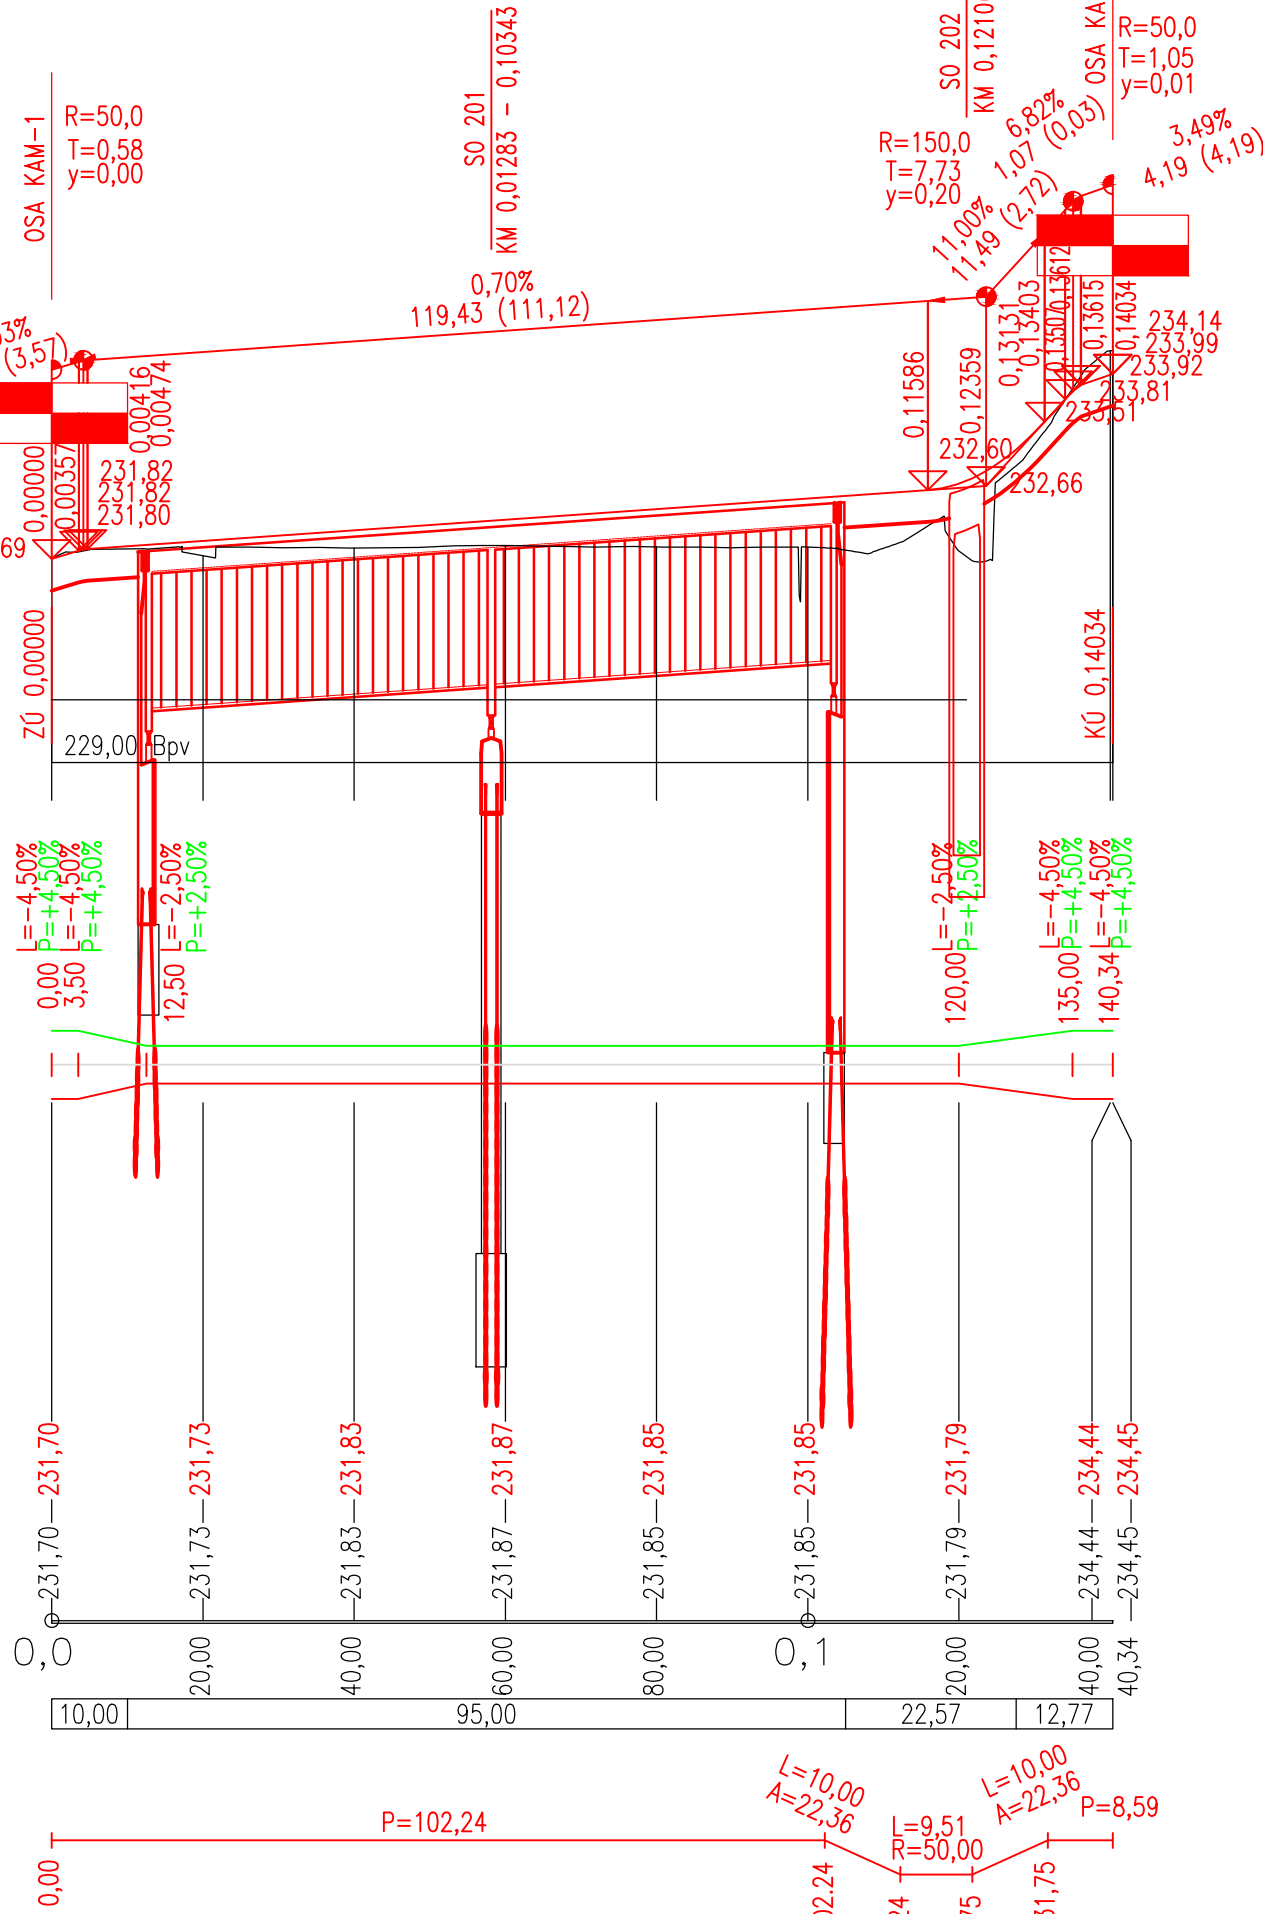 OSA KAM-1
R=50,0
T=0,58
y=0,00
SO 201
KM 0,01283 - 0,10343
SO 202
R=50,0
T=1,05
y=0,01
R=150,0
T=7,73
y=0,20
6,82%
1,07 (0,03)
3,49%
4,19 (4,19)
11,00%
11,49 (2,72)
0,70%
119,43 (111,12)
(3,57)
0,00000
0,00357
0,00416
0,00474
231,82
231,82
231,80
0,11586
0,12359
0,13131
0,13403
0,13507
0,13612
0,13615
0,14034
234,14
233,99
233,92
233,81
233,51
232,60
232,66
ZÚ 0,00000
KÚ 0,14034
229,00 Bpv
L=-4,50%
P=+4,50%
L=-4,50%
P=+4,50%
L=-2,50%
P=+2,50%
L=-2,50%
P=+2,50%
L=-4,50%
P=+4,50%
L=-4,50%
P=+4,50%
0,00
3,50
12,50
120,00
135,00
140,34
231,70
231,73
231,83
231,87
231,85
231,85
231,79
234,44
234,45
231,70
231,73
231,83
231,87
231,85
231,85
231,79
234,44
234,45
0,0
20,00
40,00
60,00
80,00
0,1
20,00
40,00
40,34
10,00
95,00
22,57
12,77
P=102,24
L=10,00
A=22,36
L=9,51
R=50,00
L=10,00
A=22,36
P=8,59
0,00